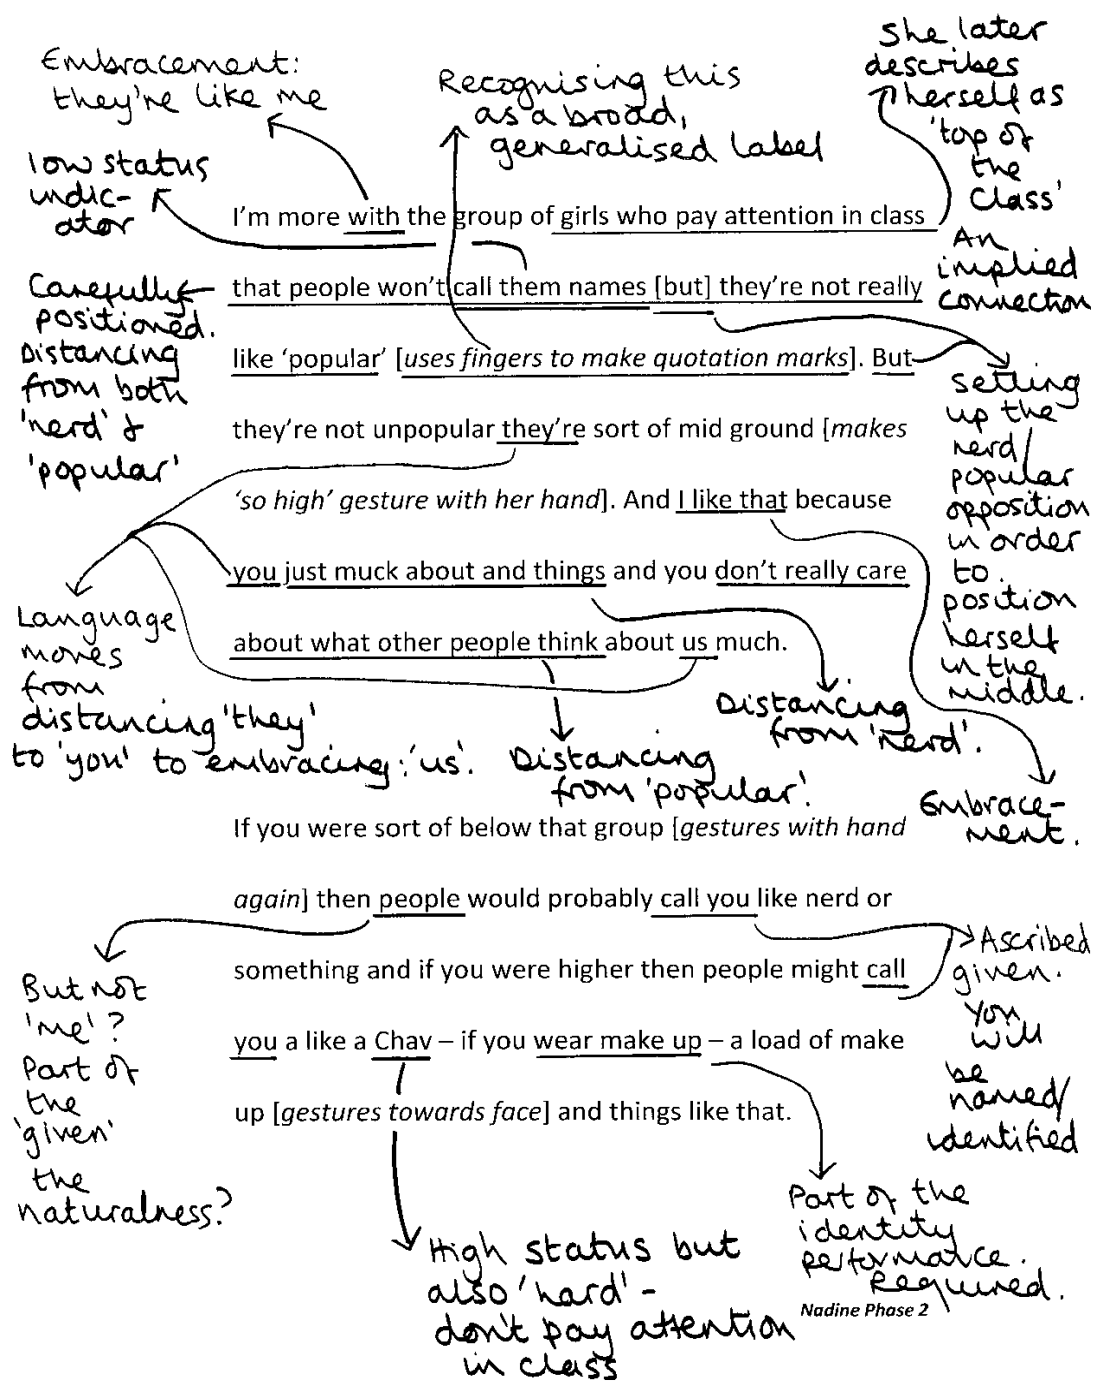 Embracement:
they're like me
Recognising this
as a broad,
generalised label
She later
describes
herself as
'top of
the
class'
An
implied
connection
low status
indic-
ator
Carefully
positioned.
Distancing
from both
'nerd' &
'popular'
I'm more with the group of girls who pay attention in class
that people won't call them names [but] they're not really
like 'popular' [uses fingers to make quotation marks]. But
they're not unpopular they're sort of mid ground [makes
'so high' gesture with her hand]. And I like that because
you just muck about and things and you don't really care
about what other people think about us much.
setting
up the
nerd/
popular
opposition
in order
to
position
herself
in the
middle.
Language
moves
from
distancing 'they'
to 'you' to embracing: 'us'.
Distancing
from 'popular'.
Distancing
from 'nerd'.
Embrace-
ment.
If you were sort of below that group [gestures with hand
again] then people would probably call you like nerd or
something and if you were higher then people might call
you a like a Chav – if you wear make up – a load of make
up [gestures towards face] and things like that.
But not
'me'?
Part of
the
'given'
the
naturalness?
Ascribed
given.
You
will
be
named/
identified
High status but
also 'hard' -
don't pay attention
in class
Part of the
identity
performance.
Required.
Nadine Phase 2